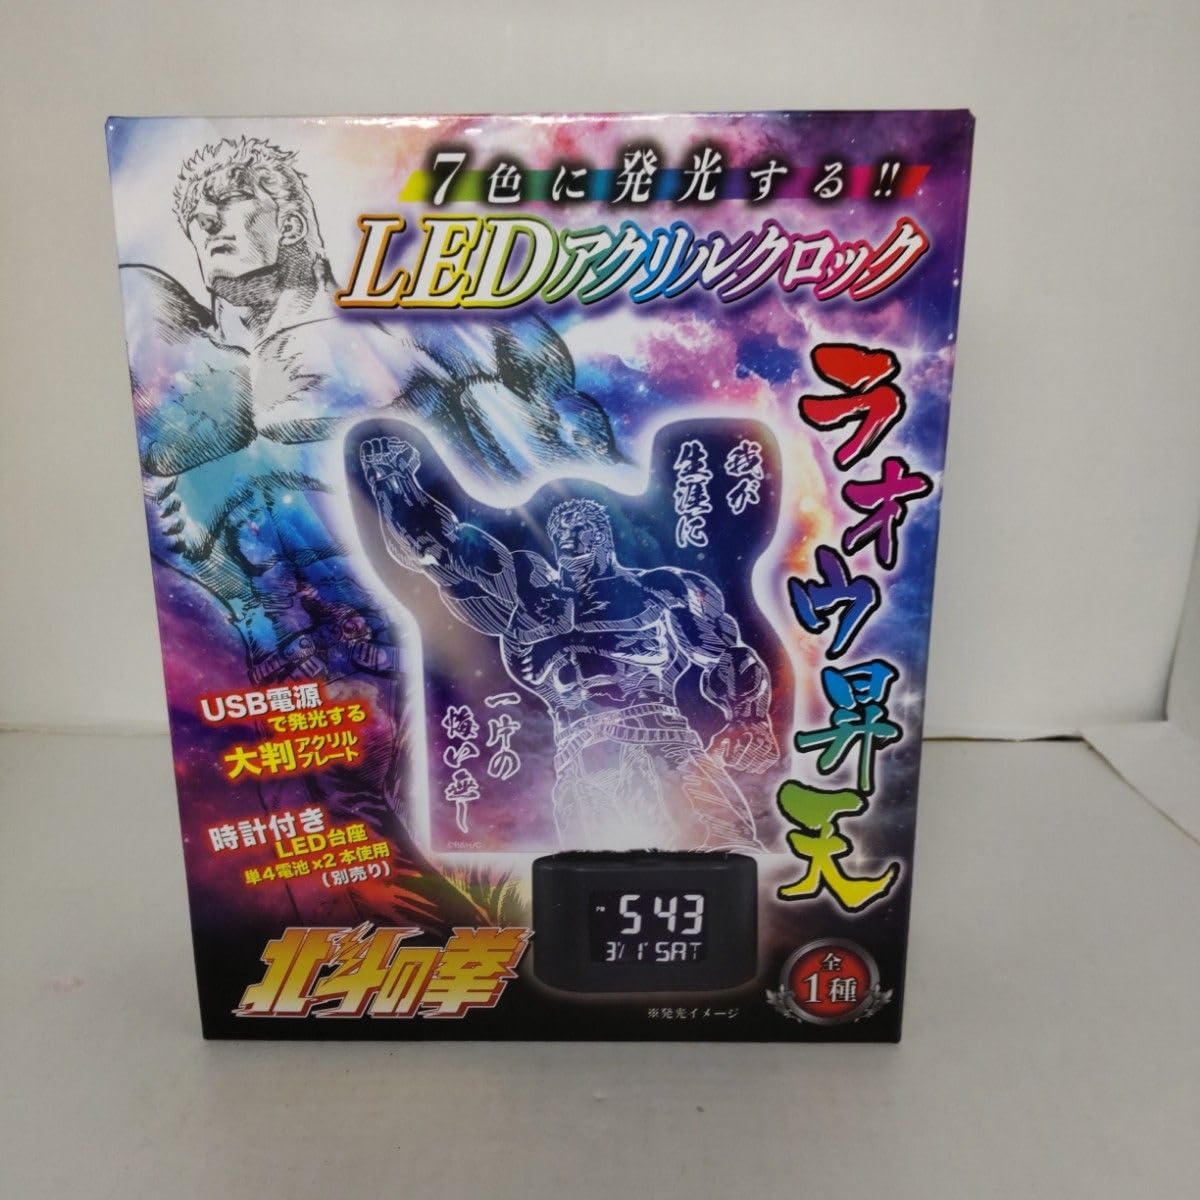 7色に発光する!!
LEDアクリルクロック
ラオウ昇天
我が
生涯に
一片の
悔い無し
USB電源
で発光する
大判アクリル
プレート
時計付き
LED台座
単4電池×2本使用
(別売り)
©B&H/C
PM 5 43
3/ 1 SAT
北斗の拳
※発光イメージ
全
1種